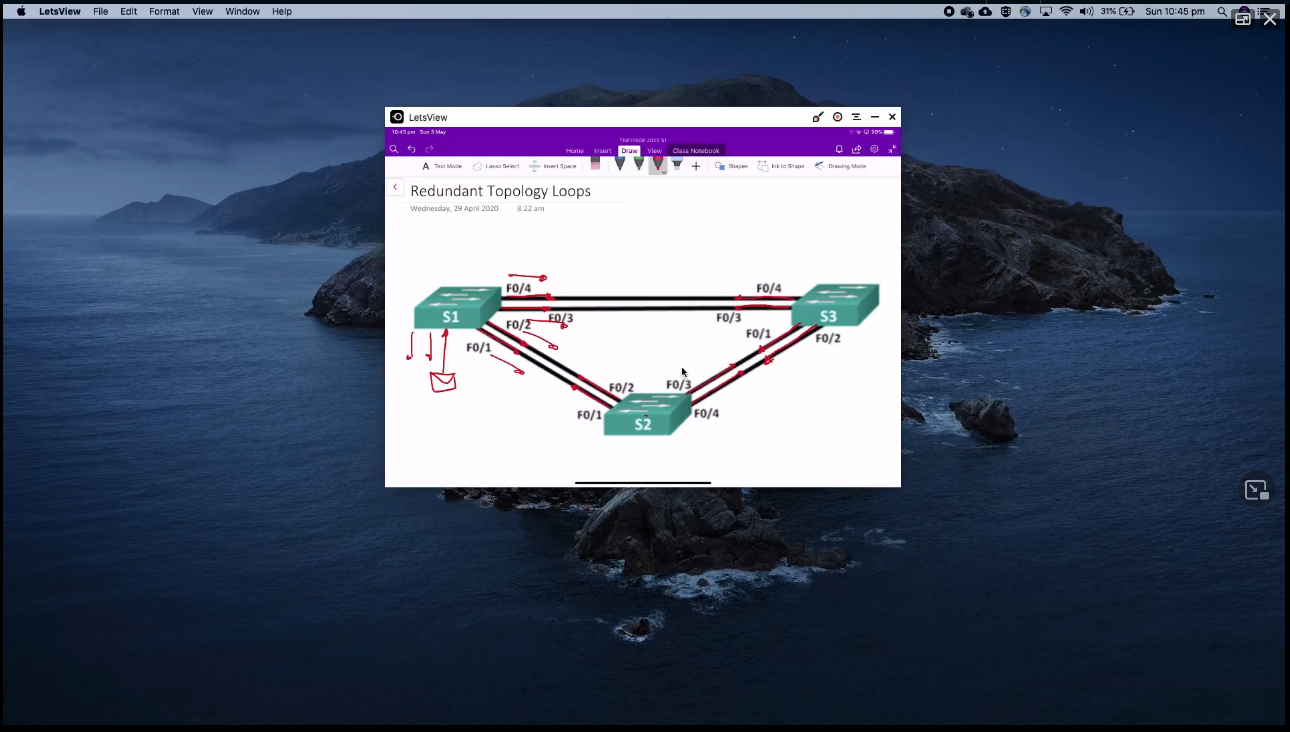 LetsView File Edit Format View Window Help 31% Sun 10:45 pm
LetsView
10:45 pm Sun 3 May 99%
2020 S1
Home Insert Draw View Class Notebook
Text Mode Lasso Select Insert Space Shapes Ink to Shape Drawing Mode
Redundant Topology Loops
Wednesday, 29 April 2020 8:22 am
F0/4 F0/4
S1 F0/3 F0/3 S3
F0/2 F0/1
F0/1 F0/2
F0/2 F0/3
F0/1 F0/4
S2